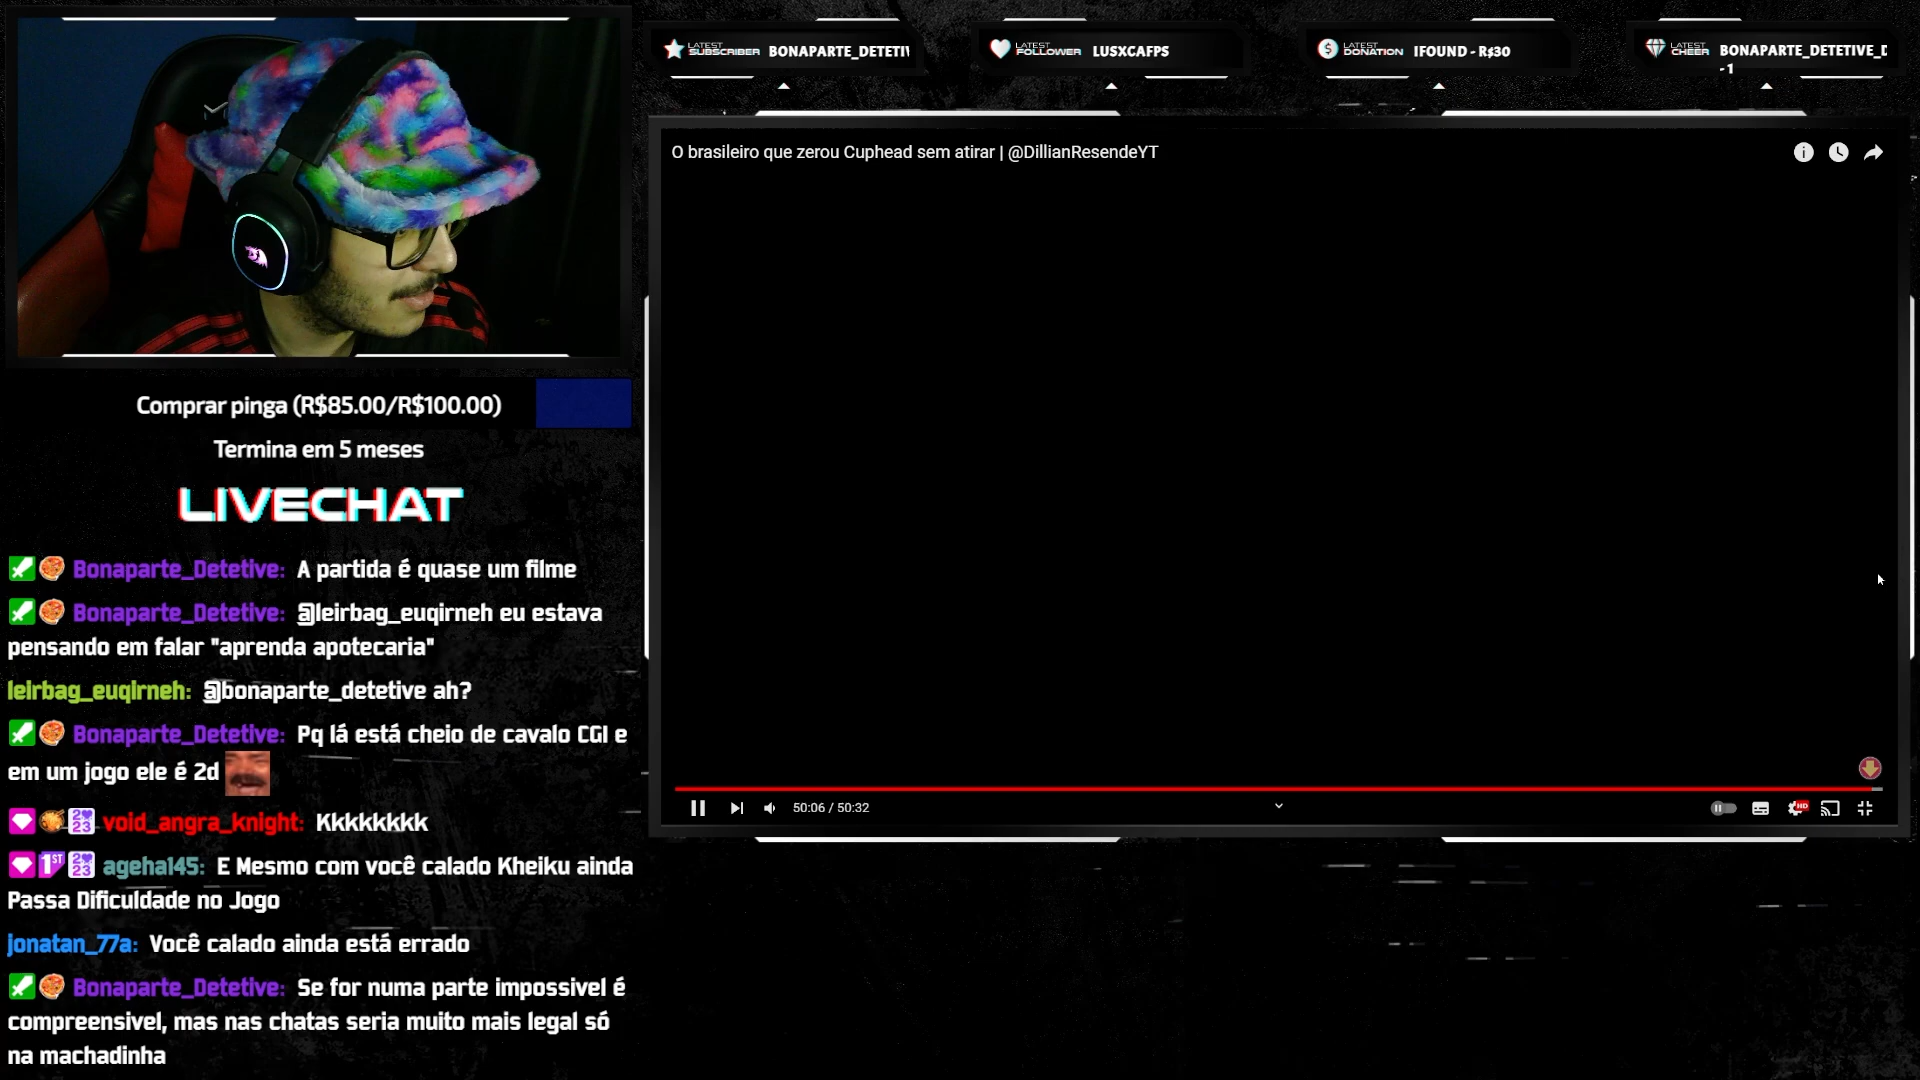 LATEST SUBSCRIBER BONAPARTE_DETETIV
LATEST FOLLOWER LUSXCAFPS
LATEST DONATION IFOUND - R$30
LATEST CHEER BONAPARTE_DETETIVE_D
- 1
O brasileiro que zerou Cuphead sem atirar | @DillianResendeYT
Comprar pinga (R$85.00/R$100.00)
Termina em 5 meses
LIVECHAT
Bonaparte_Detetive: A partida é quase um filme
Bonaparte_Detetive: @leirbag_euqirneh eu estava
pensando em falar "aprenda apotecaria"
leirbag_euqirneh: @bonaparte_detetive ah?
Bonaparte_Detetive: Pq lá está cheio de cavalo CGI e
em um jogo ele é 2d
void_angra_knight: Kkkkkkkk
1ST ageha145: E Mesmo com você calado Kheiku ainda
Passa Dificuldade no Jogo
jonatan_77a: Você calado ainda está errado
Bonaparte_Detetive: Se for numa parte impossivel é
compreensivel, mas nas chatas seria muito mais legal só
na machadinha
50:06 / 50:32
HD